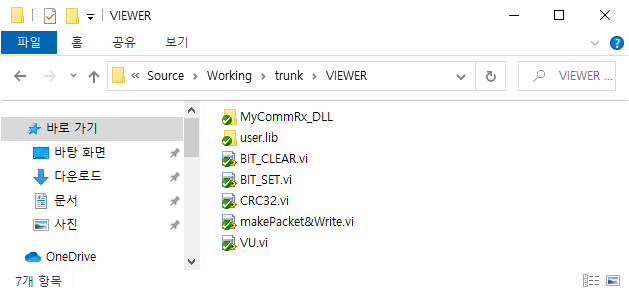 VIEWER
파일 홈 공유 보기
« Source > Working > trunk > VIEWER VIEWER ...
바로 가기
바탕 화면
다운로드
문서
사진
OneDrive
MyCommRx_DLL
user.lib
BIT_CLEAR.vi
BIT_SET.vi
CRC32.vi
makePacket&Write.vi
VU.vi
7개 항목